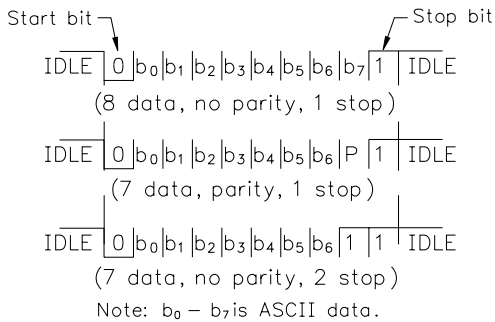 Start bit Stop bit
IDLE 0 b₀ b₁ b₂ b₃ b₄ b₅ b₆ b₇ 1 IDLE
(8 data, no parity, 1 stop)
IDLE 0 b₀ b₁ b₂ b₃ b₄ b₅ b₆ P 1 IDLE
(7 data, parity, 1 stop)
IDLE 0 b₀ b₁ b₂ b₃ b₄ b₅ b₆ 1 1 IDLE
(7 data, no parity, 2 stop)
Note: b₀ – b₇ is ASCII data.